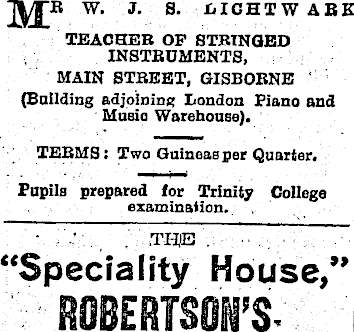 MR W. J. S. LICHTWARK
TEACHER OF STRINGED
INSTRUMENTS,
MAIN STREET, GISBORNE
(Building adjoining London Piano and
Music Warehouse).
TERMS: Two Guineas per Quarter.
Pupils prepared for Trinity College
examination.
THE
"Speciality House,"
ROBERTSON'S.